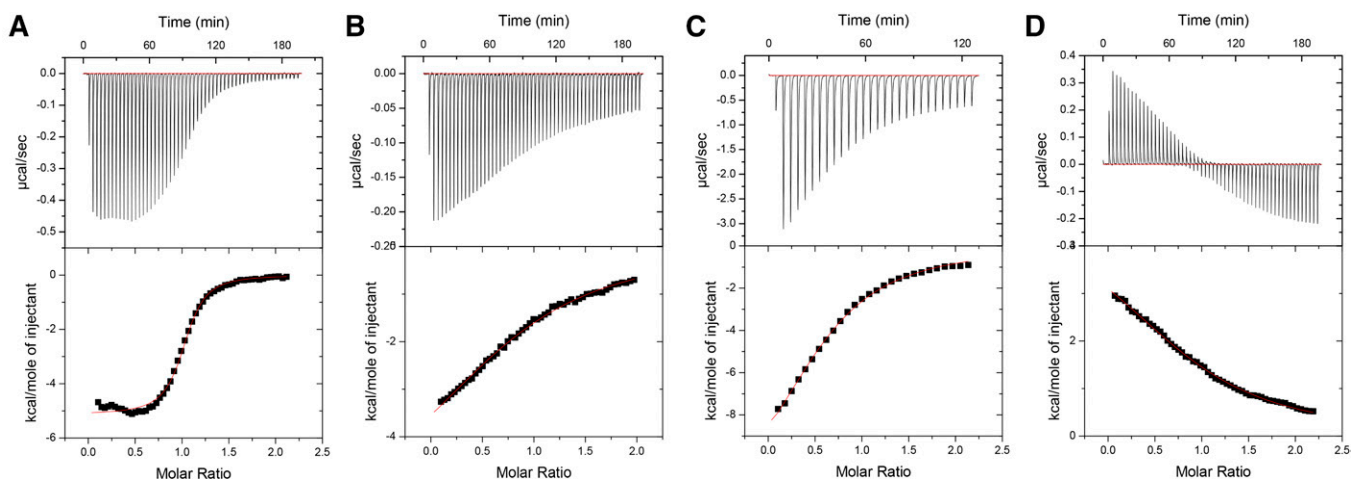 A
B
C
D
Time (min)
Time (min)
Time (min)
Time (min)
0 60 120 180
0 60 120 180
0 60 120
0 60 120 180
µcal/sec
0.0
-0.1
-0.2
-0.3
-0.4
-0.5
µcal/sec
0.00
-0.05
-0.10
-0.15
-0.20
µcal/sec
0.0
-0.5
-1.0
-1.5
-2.0
-2.5
-3.0
µcal/sec
0.4
0.3
0.2
0.1
0.0
-0.1
-0.2
kcal/mole of injectant
0
-2
-4
-6
kcal/mole of injectant
-2
-4
kcal/mole of injectant
0
-2
-4
-6
-8
kcal/mole of injectant
2
0
0.0 0.5 1.0 1.5 2.0 2.5
0.0 0.5 1.0 1.5 2.0
0.0 0.5 1.0 1.5 2.0 2.5
0.0 0.5 1.0 1.5 2.0 2.5
Molar Ratio
Molar Ratio
Molar Ratio
Molar Ratio